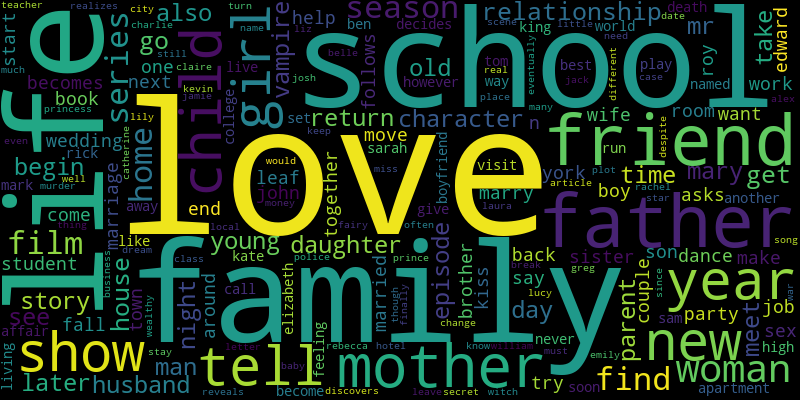 teacher
realizes
city
turn
charlie
scene
little
date
death
much
start
also
season
relationship
mr
name
ben
decides
world
need
help
king
take
edward
go
vampire
liz
belle
play
school
life
series
girl
one
claire
old
follows
tom
best
roy
becomes
kevin
live
josh
however
way
real
jack
case
book
next
jamie
child
college
eventually
different
named
work
princess
lily
home
set
return
character
n
place
many
wife
room
want
alex
wedding
keep
friend
even
rick
catherine
love
move
sarah
boyfriend
york
run
despite
plot
time
mary
get
begin
would
visit
article
rachel
mark
murder
marriage
leaf
together
miss
boy
asks
star
another
well
john
marry
father
come
away
end
money
give
laura
thing
local
often
song
film
like
young
fairy
daughter
episode
brother
back
sister
son
dance
make
student
dream
class
kate
police
prince
kiss
say
break
greg
parent
couple
since
year
story
house
business
town
night
around
call
elizabeth
married
though
finally
day
lucy
sam
party
meet
job
war
see
wealthy
family
affair
fall
change
never
new
sex
show
stay
letter
feeling
rebecca
hotel
know
william
must
emily
high
living
man
tell
mother
find
woman
later
husband
reveals
baby
become
discovers
leave
secret
witch
try
soon
apartment